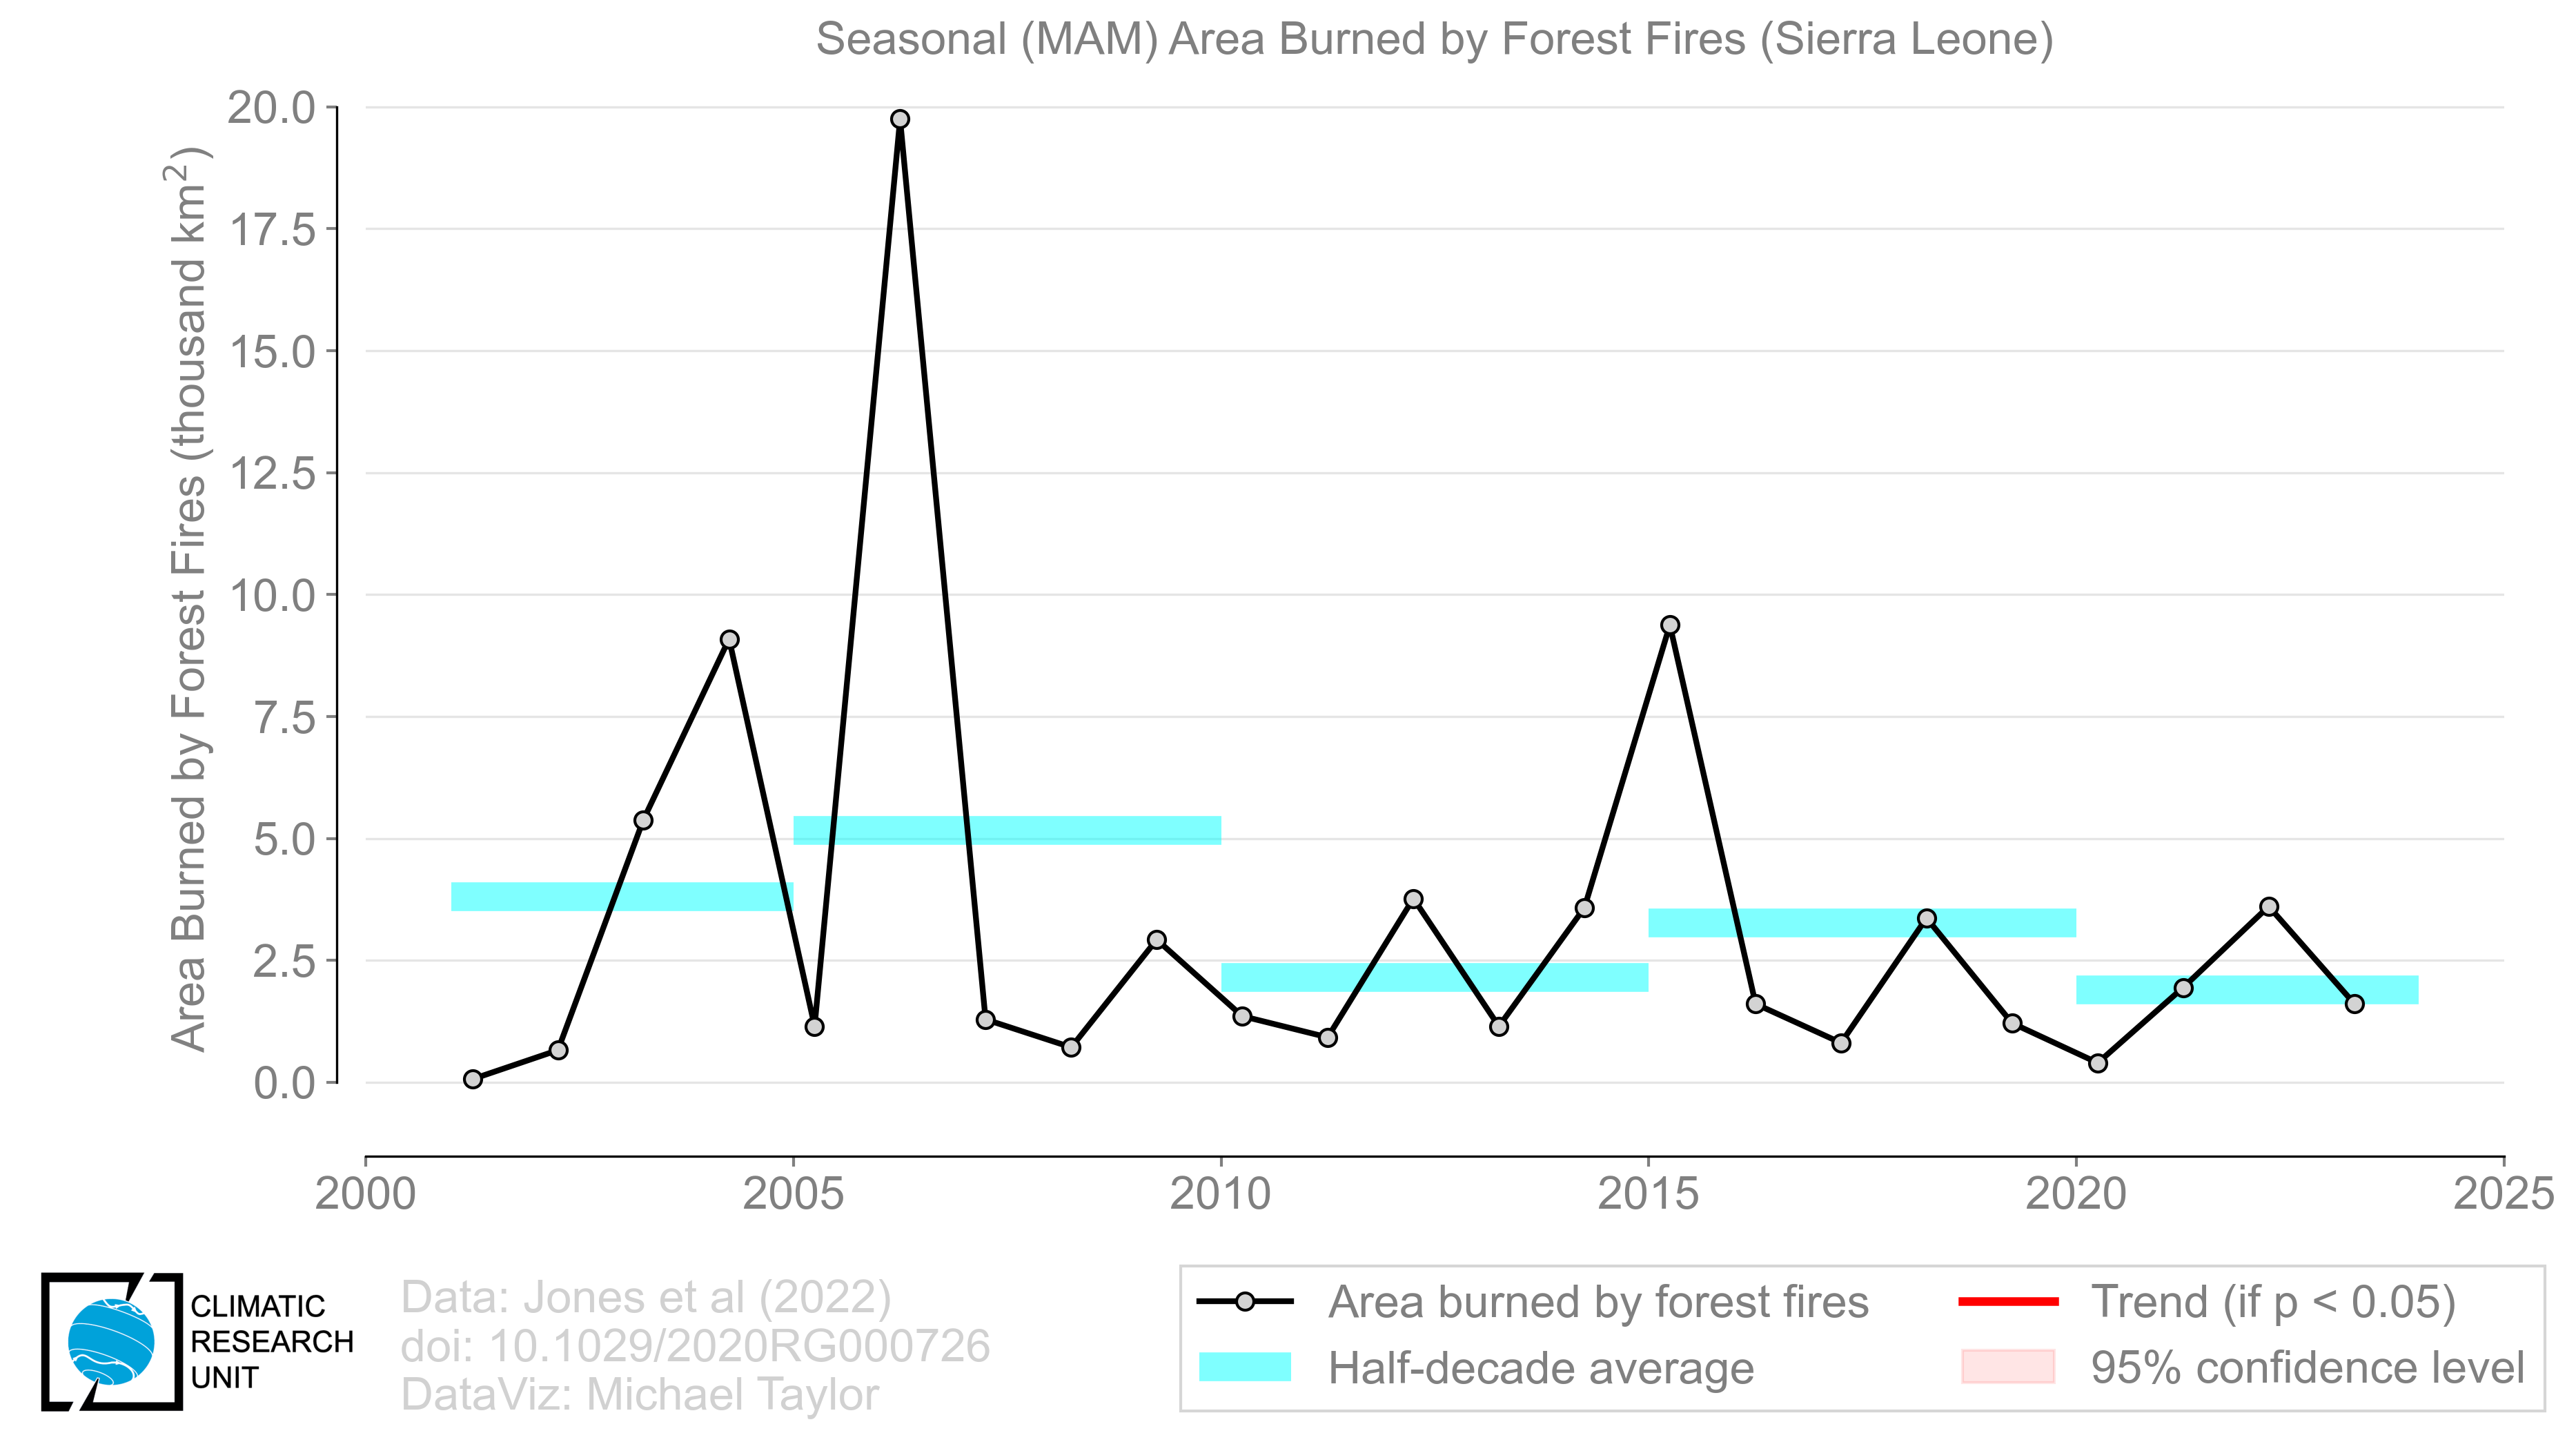 Seasonal (MAM) Area Burned by Forest Fires (Sierra Leone)
Area Burned by Forest Fires (thousand km²)
20.0
17.5
15.0
12.5
10.0
7.5
5.0
2.5
0.0
2000 2005 2010 2015 2020 2025
CLIMATIC
RESEARCH
UNIT
Data: Jones et al (2022)
doi: 10.1029/2020RG000726
DataViz: Michael Taylor
Area burned by forest fires
Half-decade average
Trend (if p < 0.05)
95% confidence level